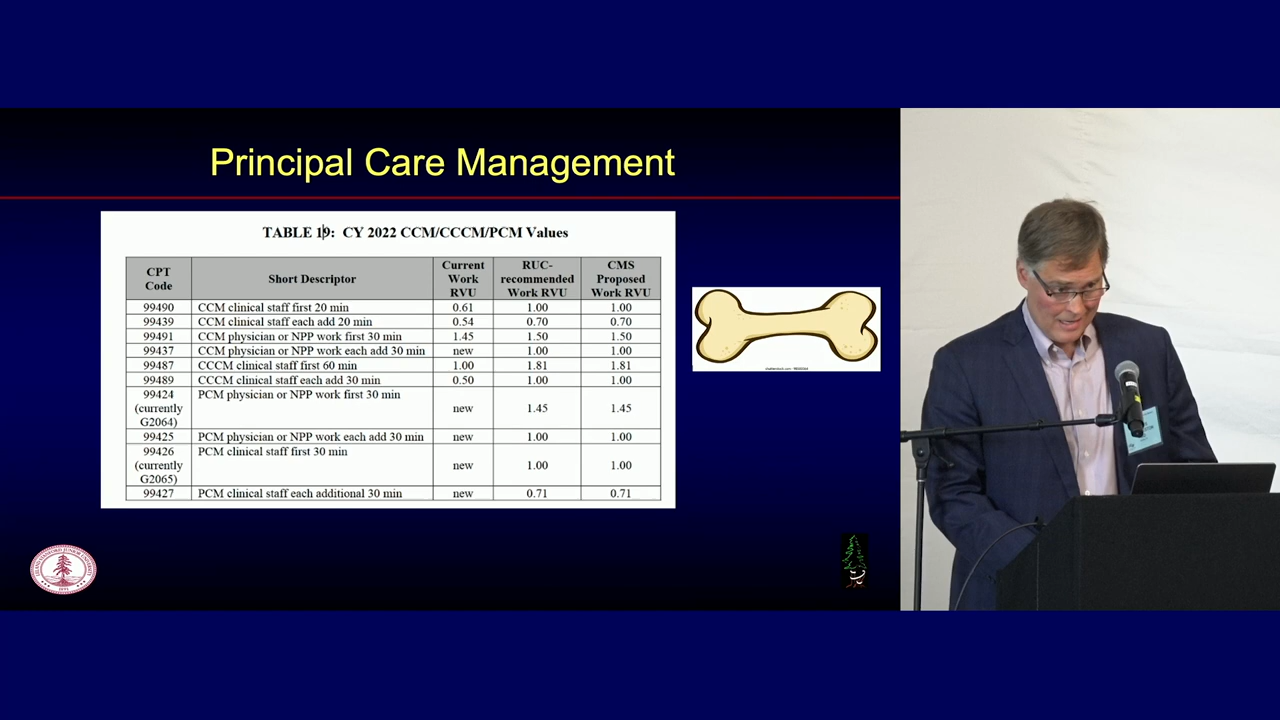 Principal Care Management
TABLE 19: CY 2022 CCM/CCCM/PCM Values
CPT Code | Short Descriptor | Current Work RVU | RUC-recommended Work RVU | CMS Proposed Work RVU
99490 | CCM clinical staff first 20 min | 0.61 | 1.00 | 1.00
99439 | CCM clinical staff each add 20 min | 0.54 | 0.70 | 0.70
99491 | CCM physician or NPP work first 30 min | 1.45 | 1.50 | 1.50
99437 | CCM physician or NPP work each add 30 min | new | 1.00 | 1.00
99487 | CCCM clinical staff first 60 min | 1.00 | 1.81 | 1.81
99489 | CCCM clinical staff each add 30 min | 0.50 | 1.00 | 1.00
99424 (currently G2064) | PCM physician or NPP work first 30 min | new | 1.45 | 1.45
99425 | PCM physician or NPP work each add 30 min | new | 1.00 | 1.00
99426 (currently G2065) | PCM clinical staff first 30 min | new | 1.00 | 1.00
99427 | PCM clinical staff each additional 30 min | new | 0.71 | 0.71